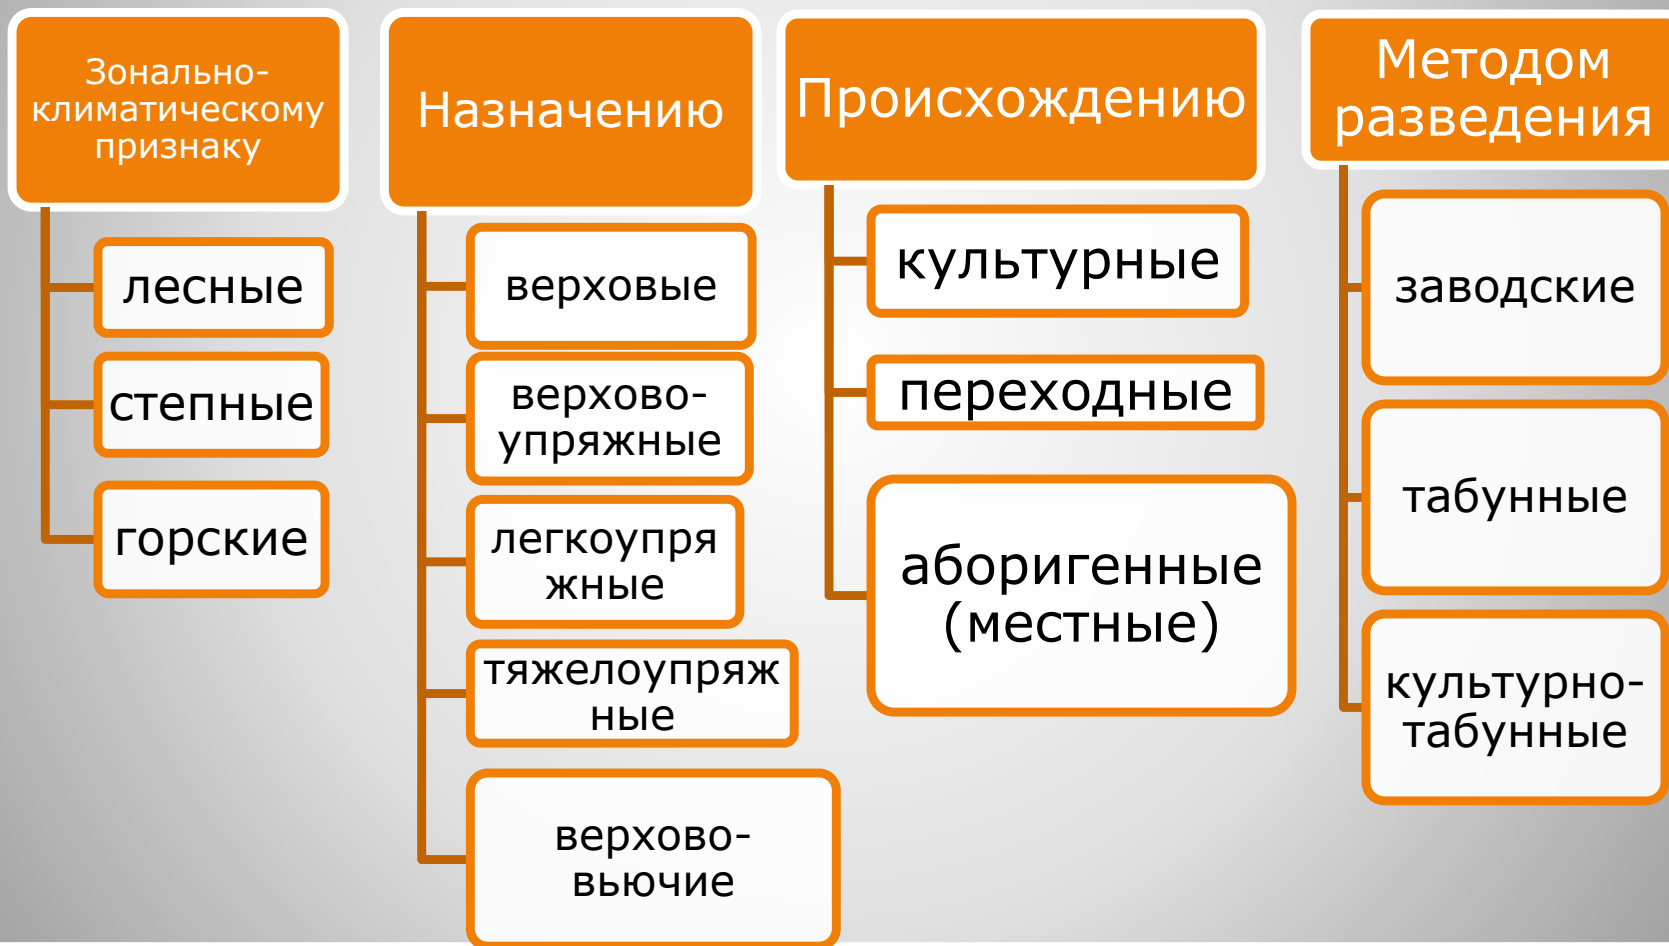 Зонально-
климатическому
признаку
лесные
степные
горские
Назначению
верховые
верхово-
упряжные
легкоупря
жные
тяжелоупряж
ные
верхово-
вьючие
Происхождению
культурные
переходные
аборигенные
(местные)
Методом
разведения
заводские
табунные
культурно-
табунные